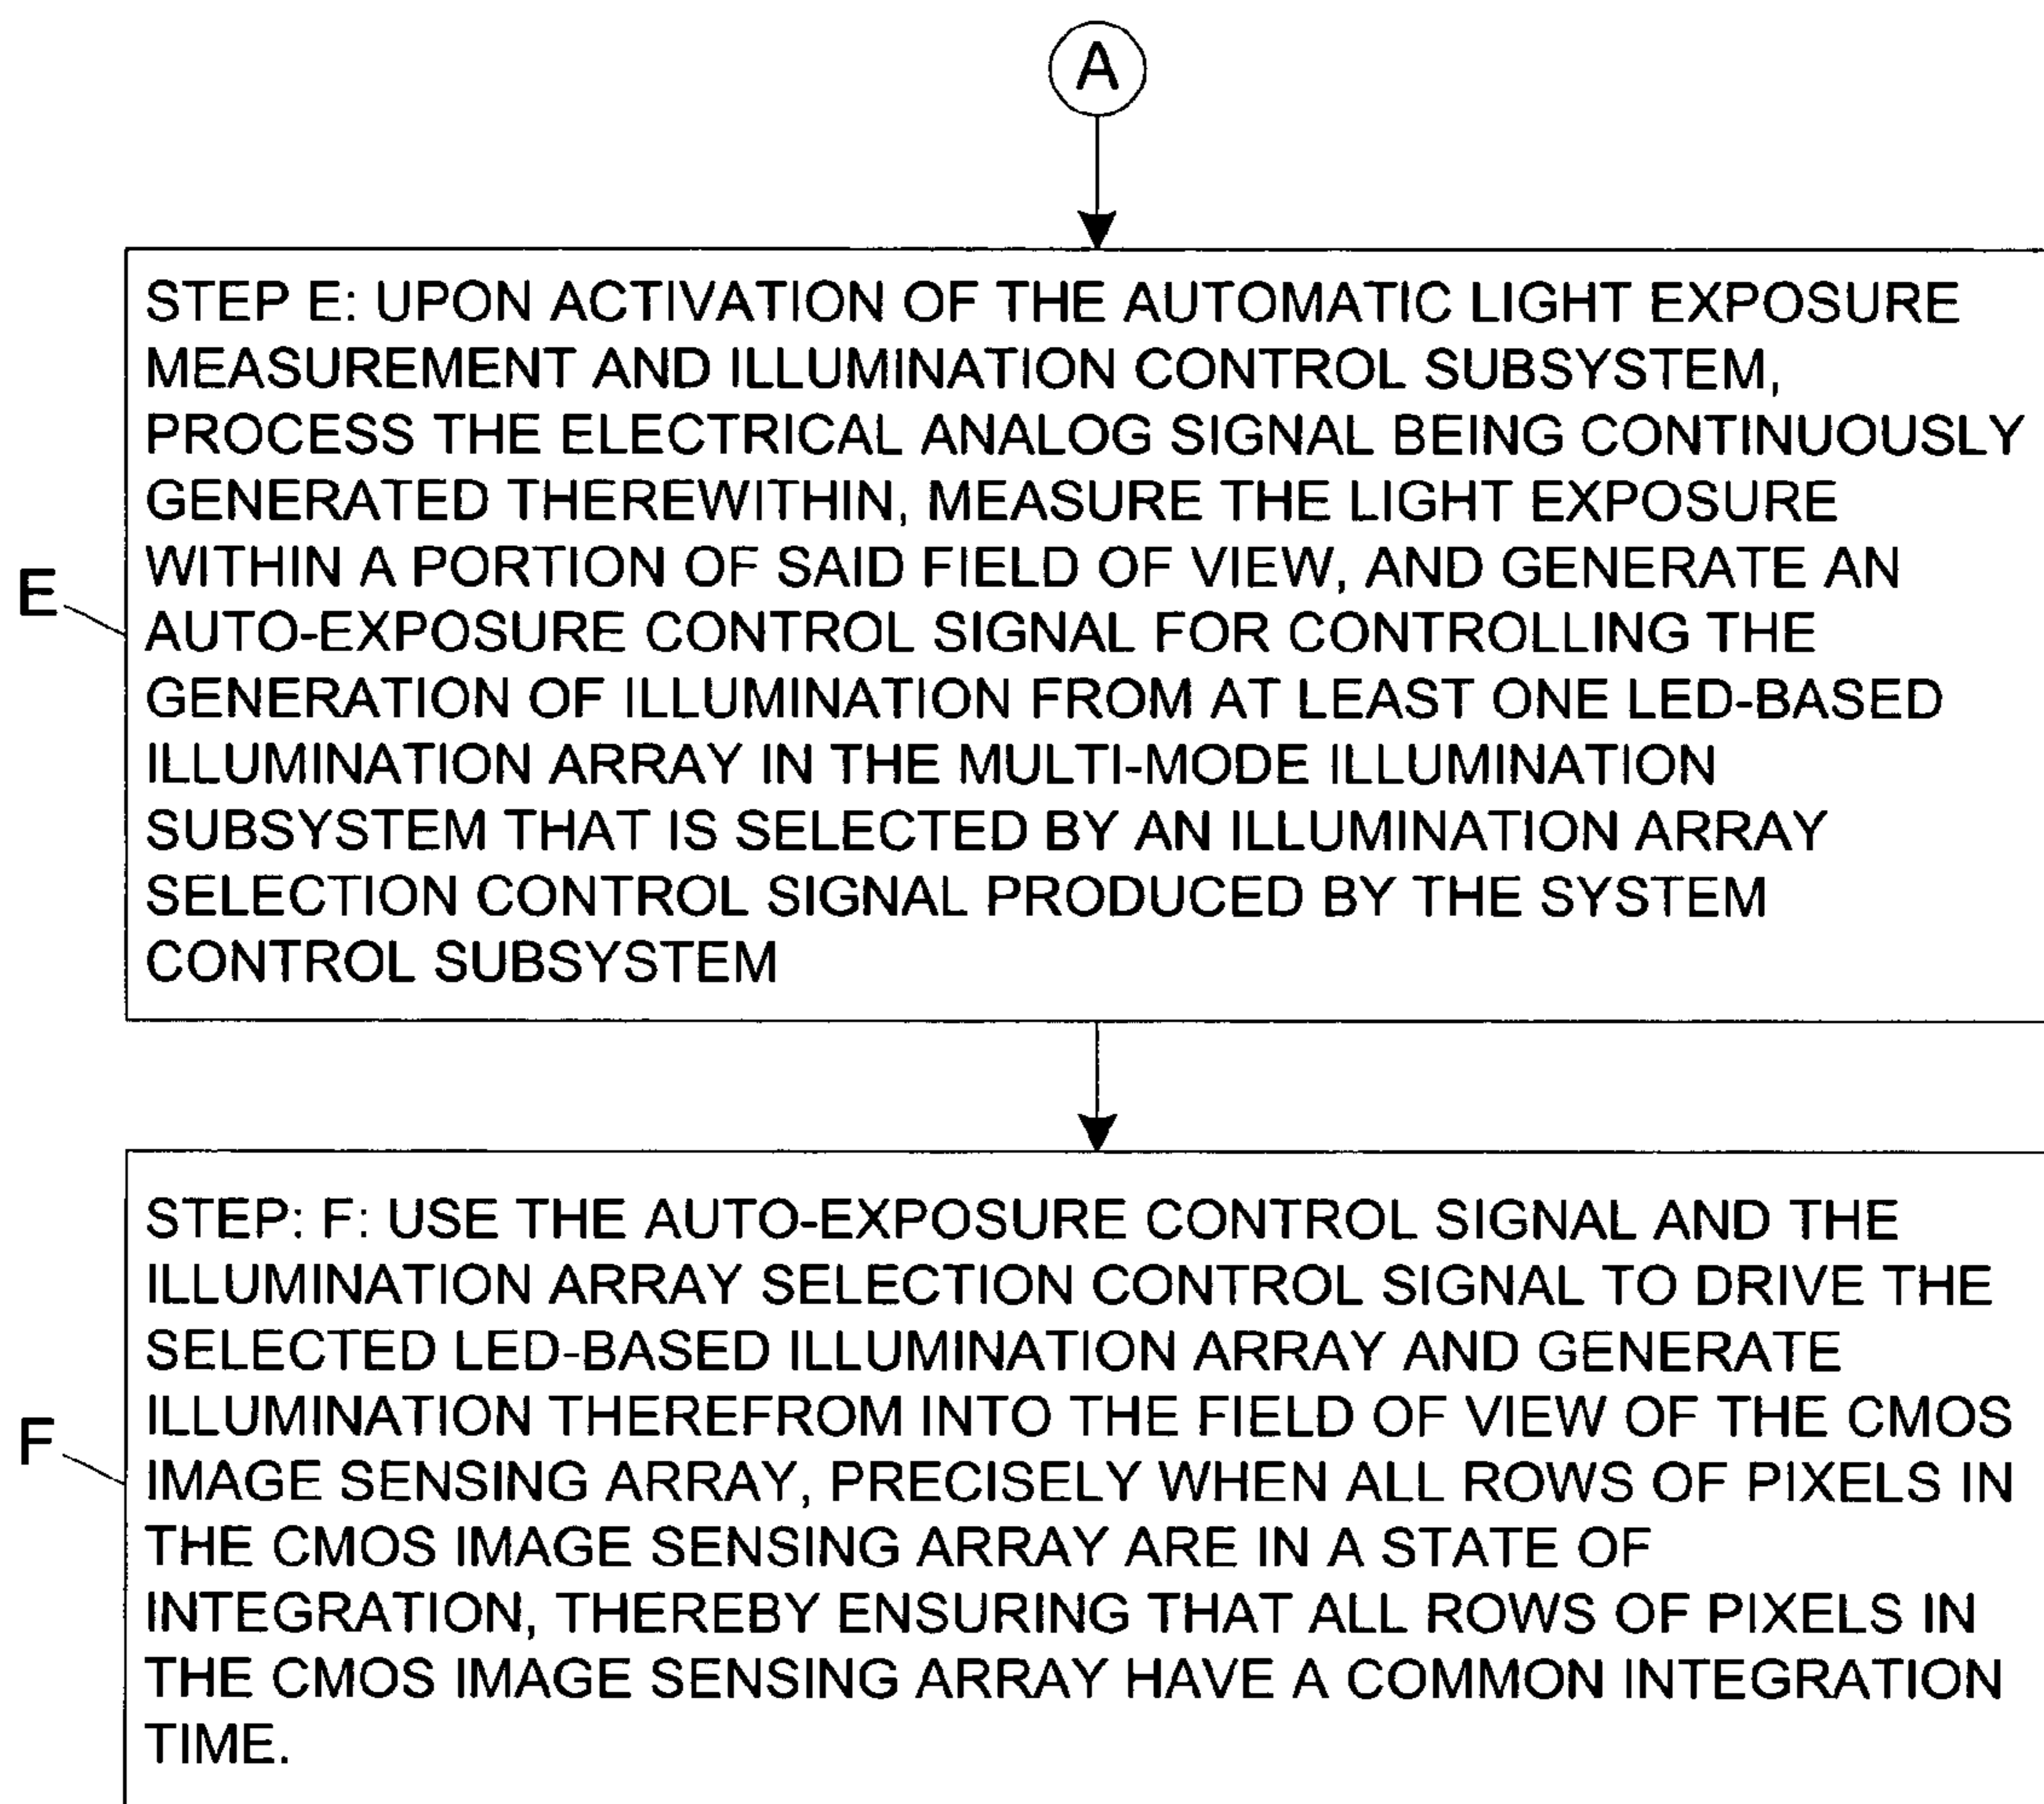 A
STEP E: UPON ACTIVATION OF THE AUTOMATIC LIGHT EXPOSURE
MEASUREMENT AND ILLUMINATION CONTROL SUBSYSTEM,
PROCESS THE ELECTRICAL ANALOG SIGNAL BEING CONTINUOUSLY
GENERATED THEREWITHIN, MEASURE THE LIGHT EXPOSURE
WITHIN A PORTION OF SAID FIELD OF VIEW, AND GENERATE AN
AUTO-EXPOSURE CONTROL SIGNAL FOR CONTROLLING THE
GENERATION OF ILLUMINATION FROM AT LEAST ONE LED-BASED
ILLUMINATION ARRAY IN THE MULTI-MODE ILLUMINATION
SUBSYSTEM THAT IS SELECTED BY AN ILLUMINATION ARRAY
SELECTION CONTROL SIGNAL PRODUCED BY THE SYSTEM
CONTROL SUBSYSTEM
E
STEP: F: USE THE AUTO-EXPOSURE CONTROL SIGNAL AND THE
ILLUMINATION ARRAY SELECTION CONTROL SIGNAL TO DRIVE THE
SELECTED LED-BASED ILLUMINATION ARRAY AND GENERATE
ILLUMINATION THEREFROM INTO THE FIELD OF VIEW OF THE CMOS
IMAGE SENSING ARRAY, PRECISELY WHEN ALL ROWS OF PIXELS IN
THE CMOS IMAGE SENSING ARRAY ARE IN A STATE OF
INTEGRATION, THEREBY ENSURING THAT ALL ROWS OF PIXELS IN
THE CMOS IMAGE SENSING ARRAY HAVE A COMMON INTEGRATION
TIME.
F